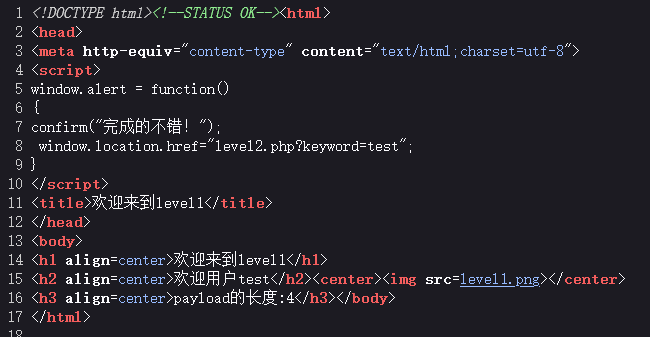 1 <!DOCTYPE html><!--STATUS OK--><html>
2 <head>
3 <meta http-equiv="content-type" content="text/html;charset=utf-8">
4 <script>
5 window.alert = function()
6 {
7 confirm("完成的不错！");
8  window.location.href="level2.php?keyword=test";
9 }
10 </script>
11 <title>欢迎来到level1</title>
12 </head>
13 <body>
14 <h1 align=center>欢迎来到level1</h1>
15 <h2 align=center>欢迎用户test</h2><center><img src=level1.png></center>
16 <h3 align=center>payload的长度:4</h3></body>
17 </html>
18